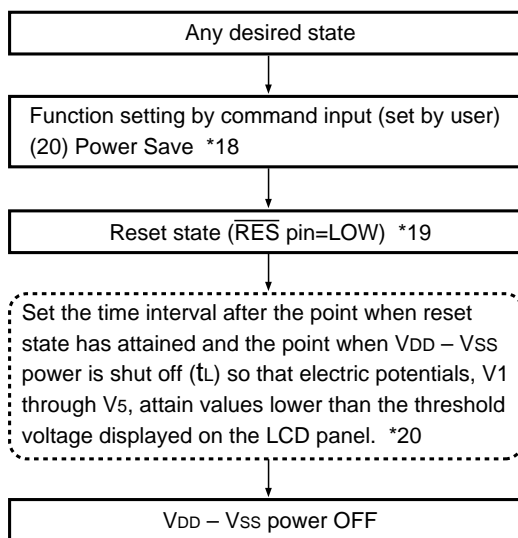 Any desired state
Function setting by command input (set by user)
(20) Power Save *18
Reset state (R̅E̅S̅ pin=LOW) *19
Set the time interval after the point when reset
state has attained and the point when VDD – VSS
power is shut off (tL) so that electric potentials, V1
through V5, attain values lower than the threshold
voltage displayed on the LCD panel. *20
VDD – VSS power OFF